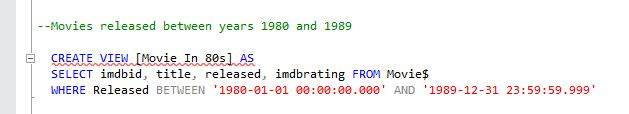 --Movies released between years 1980 and 1989
CREATE VIEW [Movie In 80s] AS
SELECT imdbid, title, released, imdbrating FROM Movie$
WHERE Released BETWEEN '1980-01-01 00:00:00.000' AND '1989-12-31 23:59:59.999'